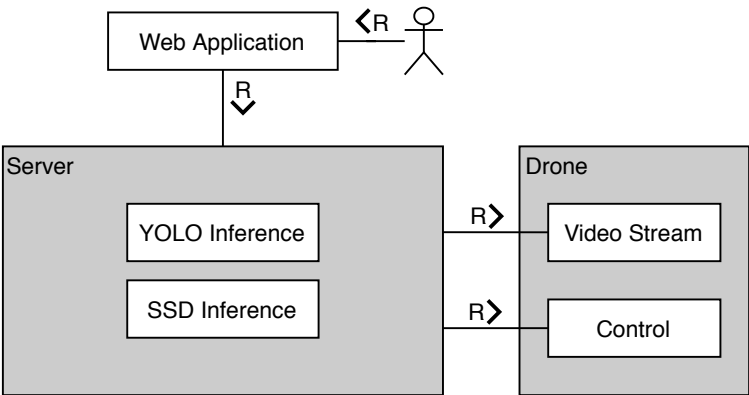 Web Application
<R
R
Server
Drone
YOLO Inference
R>
Video Stream
SSD Inference
R>
Control